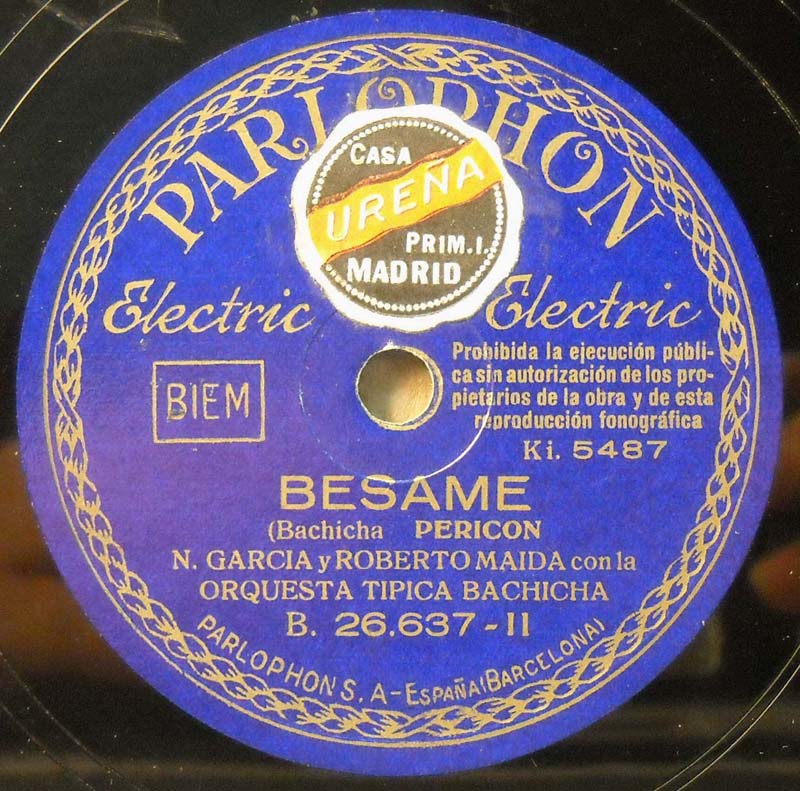 PARLOPHON
CASA
UREÑA
PRIM.1.
MADRID
Electric Electric
BIEM
Prohibida la ejecución públi-
ca sin autorización de los pro-
pietarios de la obra y de esta
reproducción fonográfica
Ki. 5487
BESAME
(Bachicha PERICON
N. GARCIA y ROBERTO MAIDA con la
ORQUESTA TIPICA BACHICHA
B. 26.637-II
PARLOPHON S. A-ESPAÑA(BARCELONA)